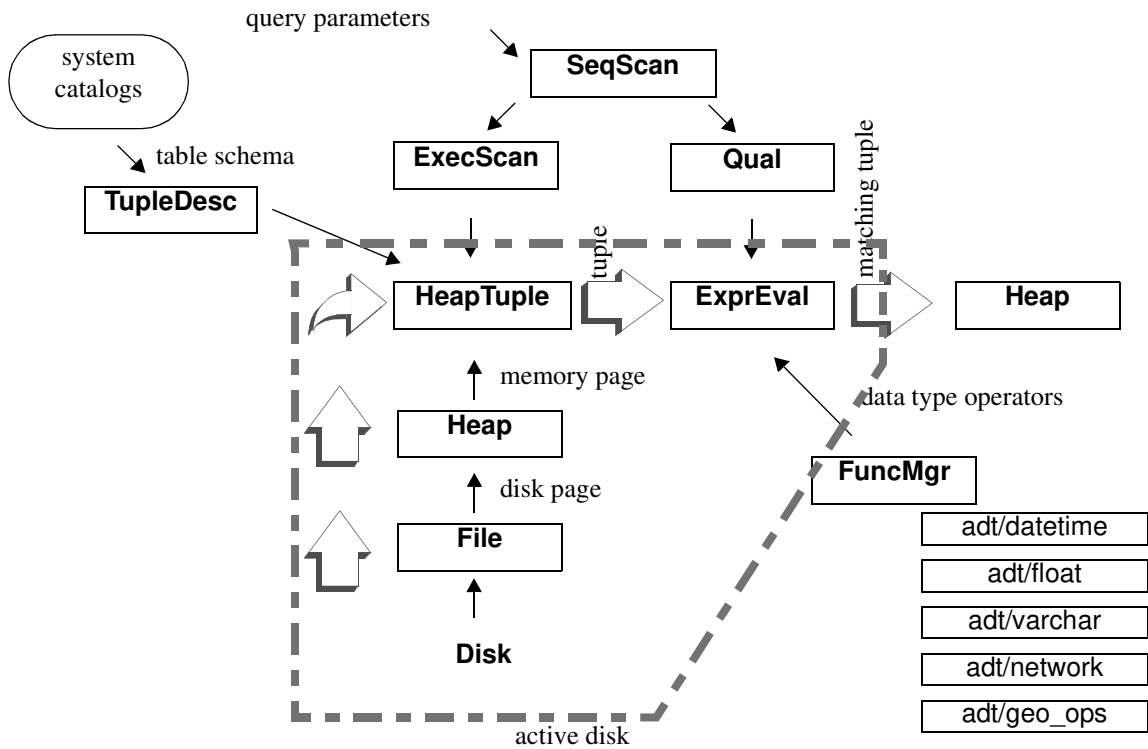 query parameters
system
catalogs
SeqScan
table schema
ExecScan
Qual
TupleDesc
matching tuple
tuple
HeapTuple
ExprEval
Heap
memory page
data type operators
Heap
FuncMgr
disk page
File
adt/datetime
adt/float
adt/varchar
Disk
adt/network
adt/geo_ops
active disk